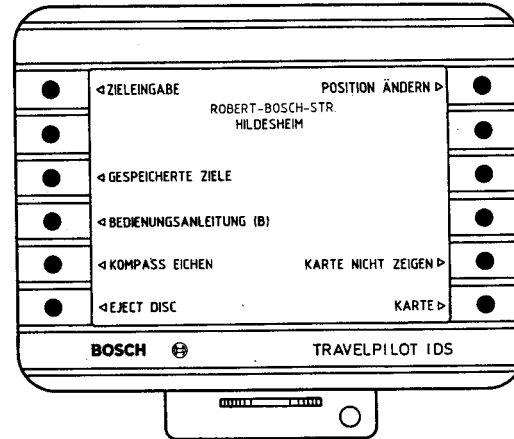 ◁ZIELEINGABE POSITION ÄNDERN▷
ROBERT-BOSCH-STR.
HILDESHEIM
◁GESPEICHERTE ZIELE
◁BEDIENUNGSANLEITUNG (B)
◁KOMPASS EICHEN KARTE NICHT ZEIGEN▷
◁EJECT DISC KARTE▷
BOSCH TRAVELPILOT IDS